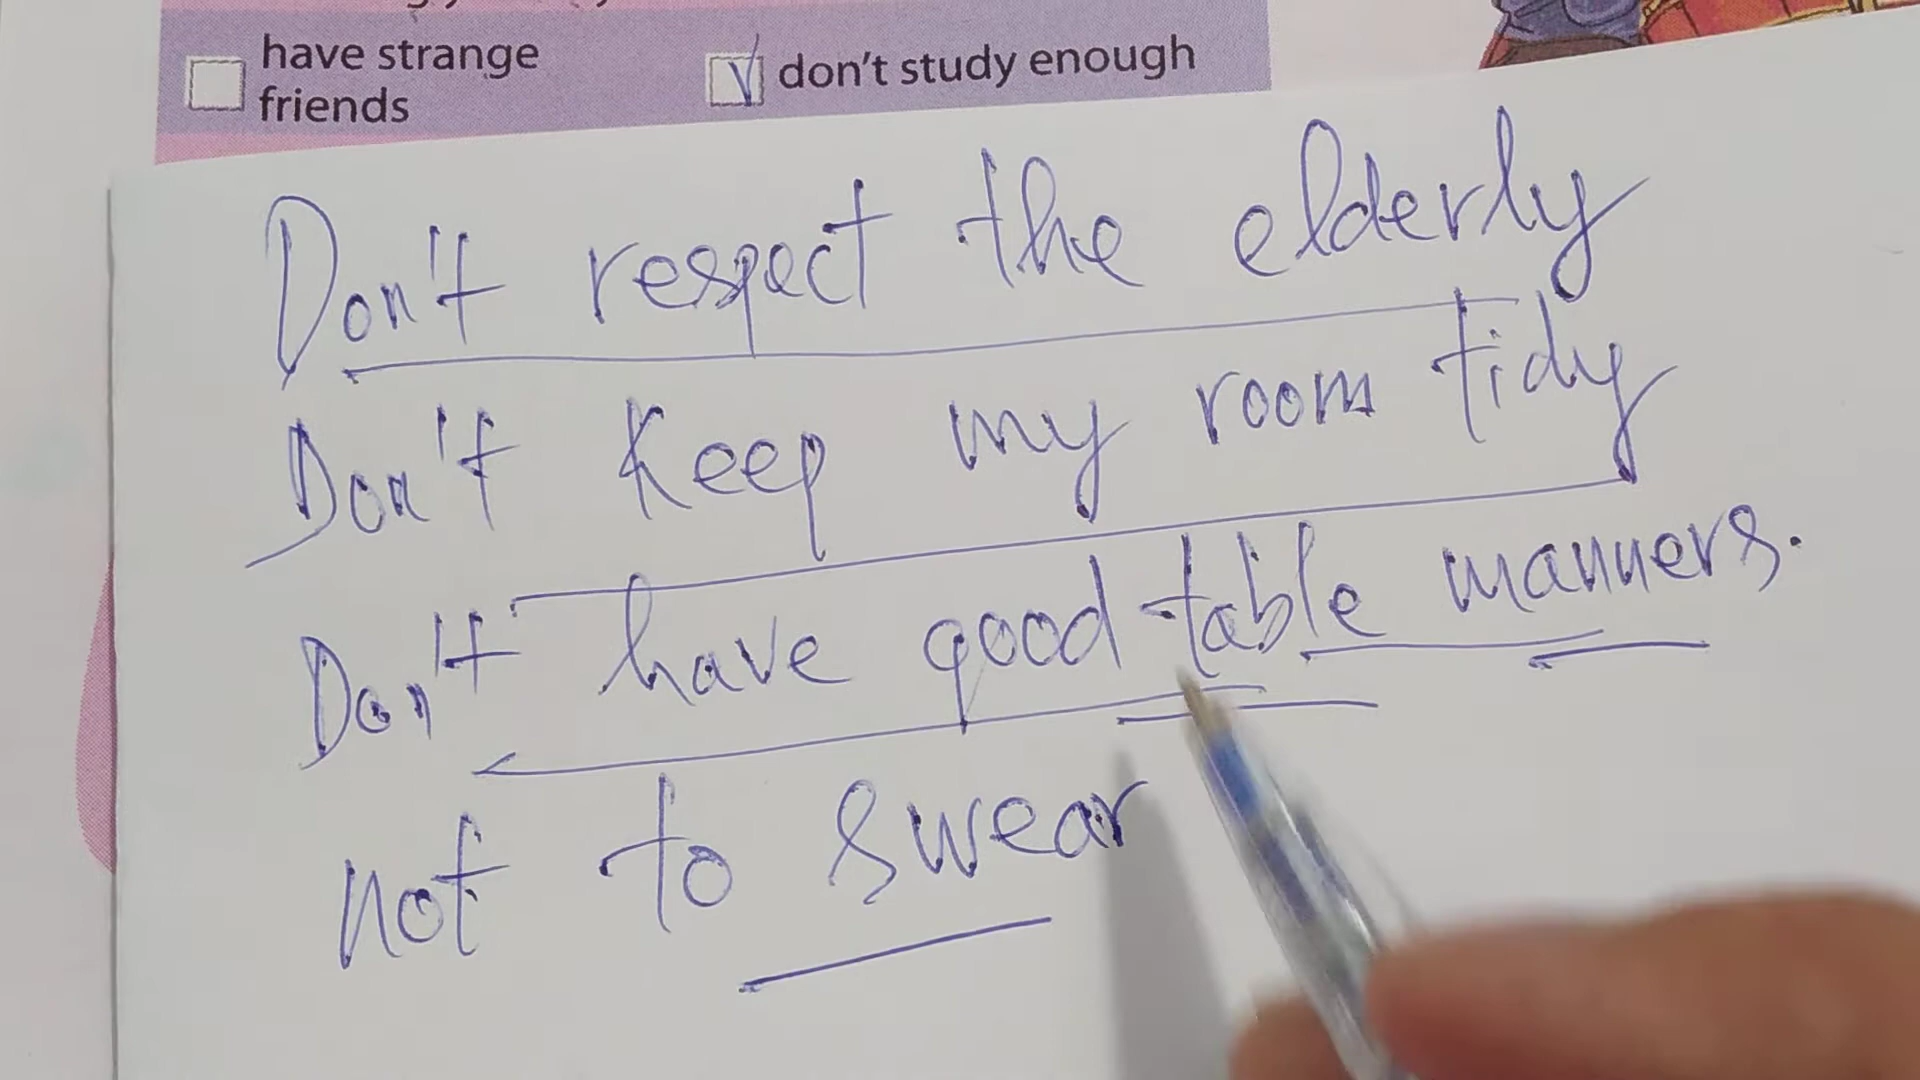 have strange
friends
don't study enough
Don't respect the elderly
Don't keep my room tidy
Don't have good table manners.
not to swear